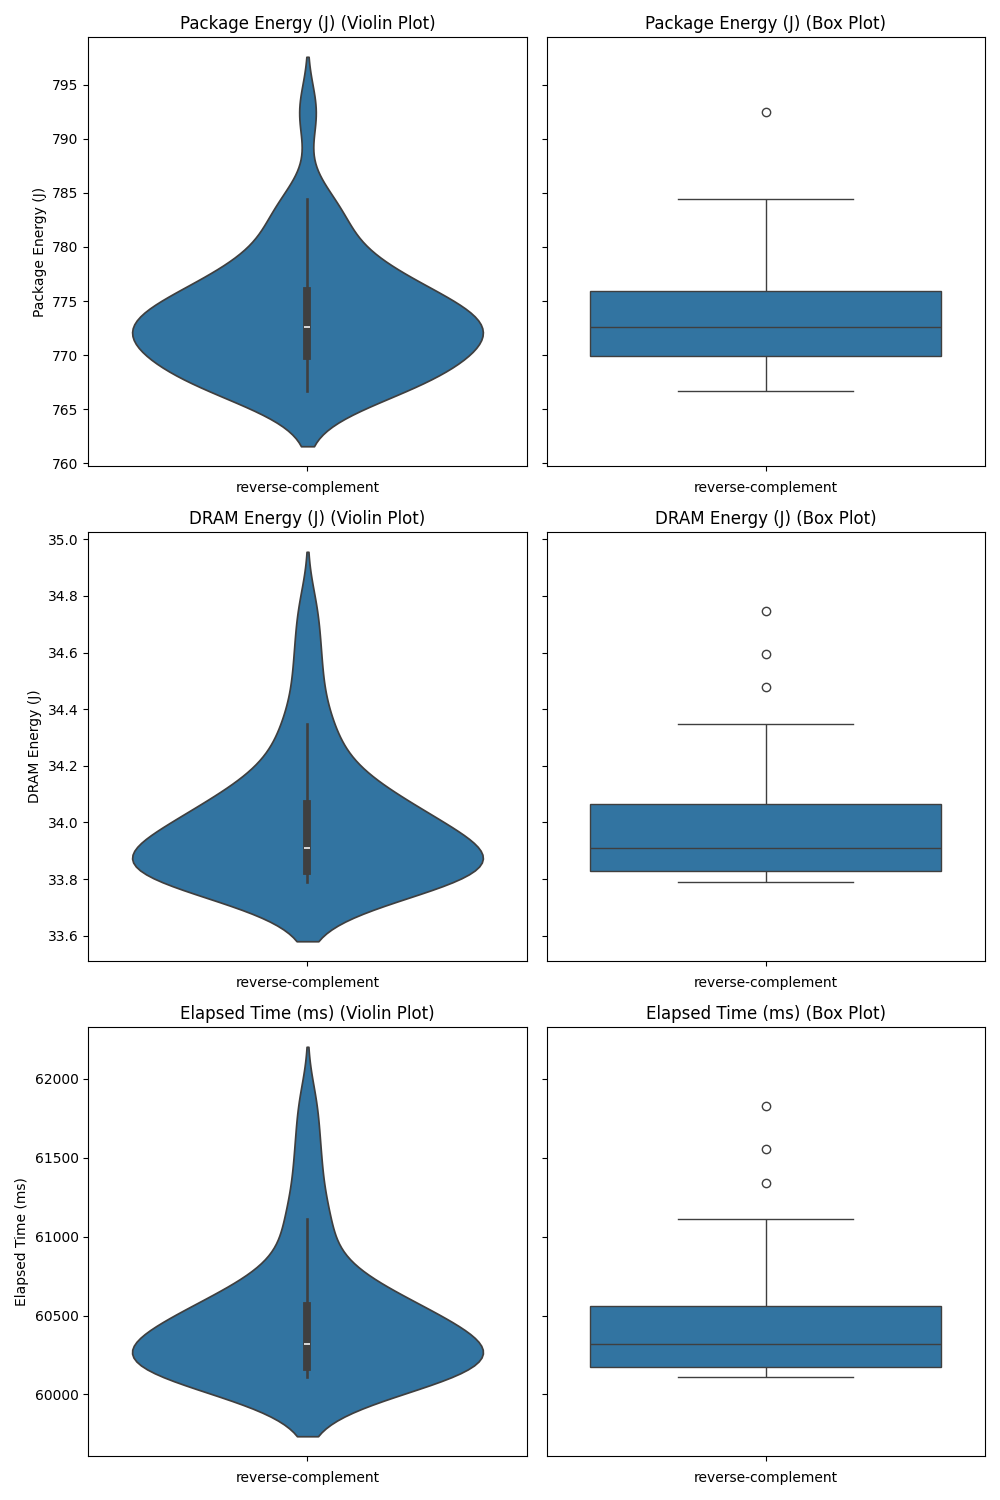 Package Energy (J) (Violin Plot)
Package Energy (J) (Box Plot)
Package Energy (J)
795
790
785
780
775
770
765
760
reverse-complement
reverse-complement
DRAM Energy (J) (Violin Plot)
DRAM Energy (J) (Box Plot)
DRAM Energy (J)
35.0
34.8
34.6
34.4
34.2
34.0
33.8
33.6
reverse-complement
reverse-complement
Elapsed Time (ms) (Violin Plot)
Elapsed Time (ms) (Box Plot)
Elapsed Time (ms)
62000
61500
61000
60500
60000
reverse-complement
reverse-complement